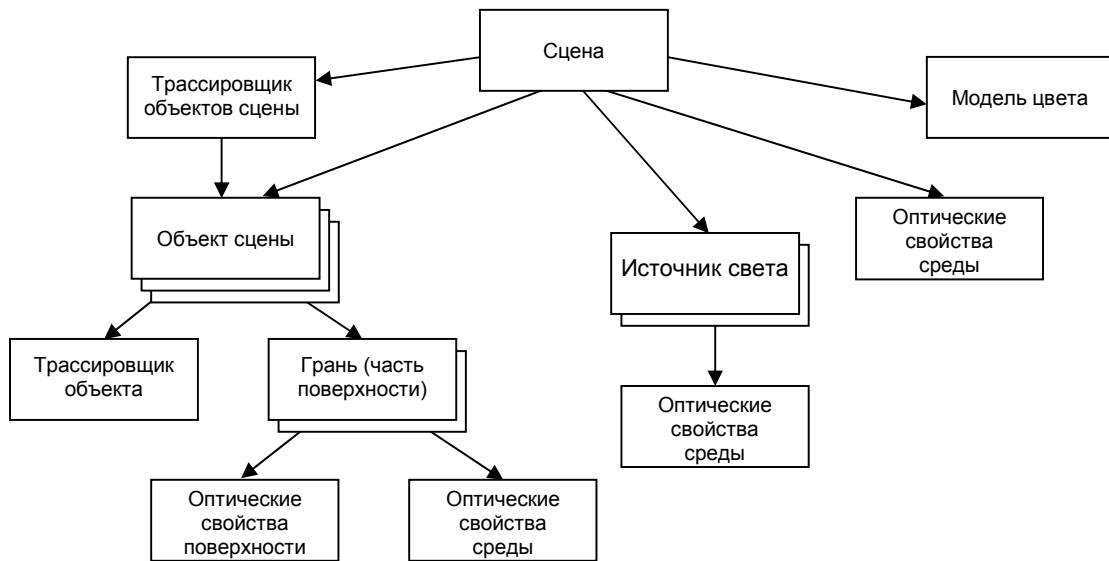 Сцена
Трассировщик
объектов сцены
Модель цвета
Объект сцены
Оптические
свойства
среды
Источник света
Трассировщик
объекта
Грань (часть
поверхности)
Оптические
свойства
среды
Оптические
свойства
поверхности
Оптические
свойства
среды